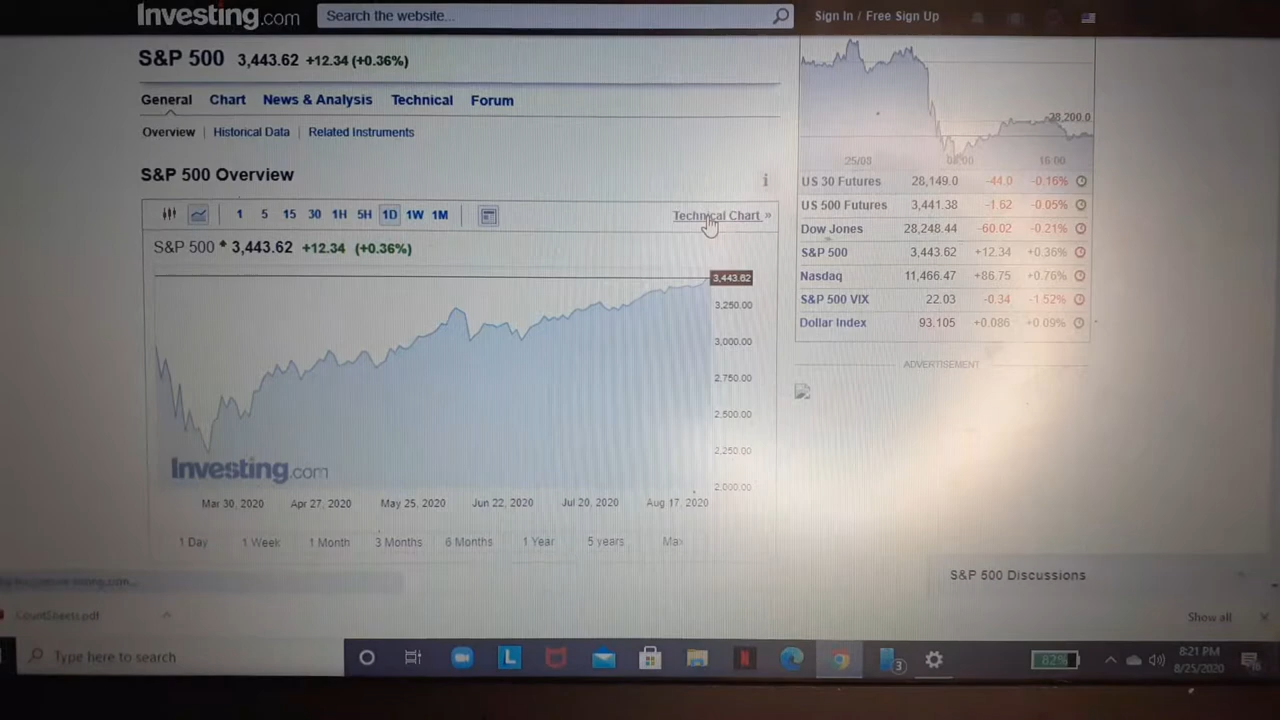 Investing.com
Search the website...
Sign In / Free Sign Up
S&P 500 3,443.62 +12.34 (+0.36%)
General Chart News & Analysis Technical Forum
Overview Historical Data Related Instruments
S&P 500 Overview
i
1 5 15 30 1H 5H 1D 1W 1M
Technical Chart »
S&P 500 3,443.62 +12.34 (+0.36%)
3,443.62
3,250.00
3,000.00
2,750.00
2,500.00
2,250.00
2,000.00
Investing.com
Mar 30, 2020 Apr 27, 2020 May 25, 2020 Jun 22, 2020 Jul 20, 2020 Aug 17, 2020
1 Day 1 Week 1 Month 3 Months 6 Months 1 Year 5 years Max
28,200.0
25/08 16:00
US 30 Futures 28,149.0 -44.0 -0.16%
US 500 Futures 3,441.38 -1.62 -0.05%
Dow Jones 28,248.44 -60.02 -0.21%
S&P 500 3,443.62 +12.34 +0.36%
Nasdaq 11,466.47 +86.75 +0.76%
S&P 500 VIX 22.03 -0.34 -1.52%
Dollar Index 93.105 +0.086 +0.09%
ADVERTISEMENT
S&P 500 Discussions
CountSheets.pdf
Show all
Type here to search
L
N
3
82%
8:21 PM
8/25/2020